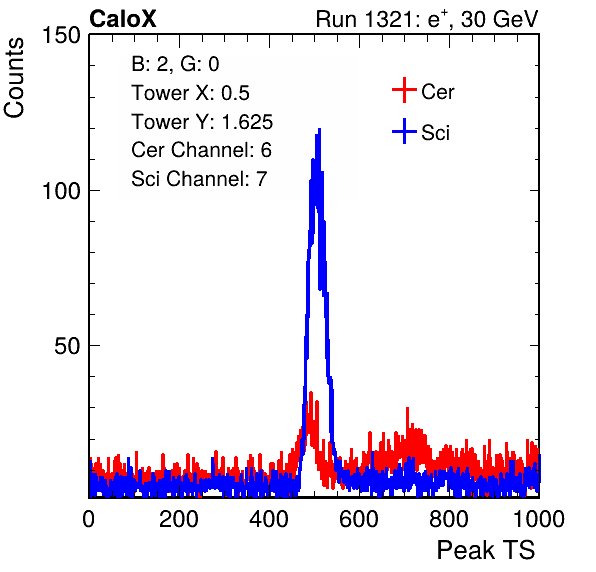 CaloX Run 1321: e⁺, 30 GeV
Counts
150
100
50
B: 2, G: 0
Tower X: 0.5
Tower Y: 1.625
Cer Channel: 6
Sci Channel: 7
Cer
Sci
0 200 400 600 800 1000
Peak TS